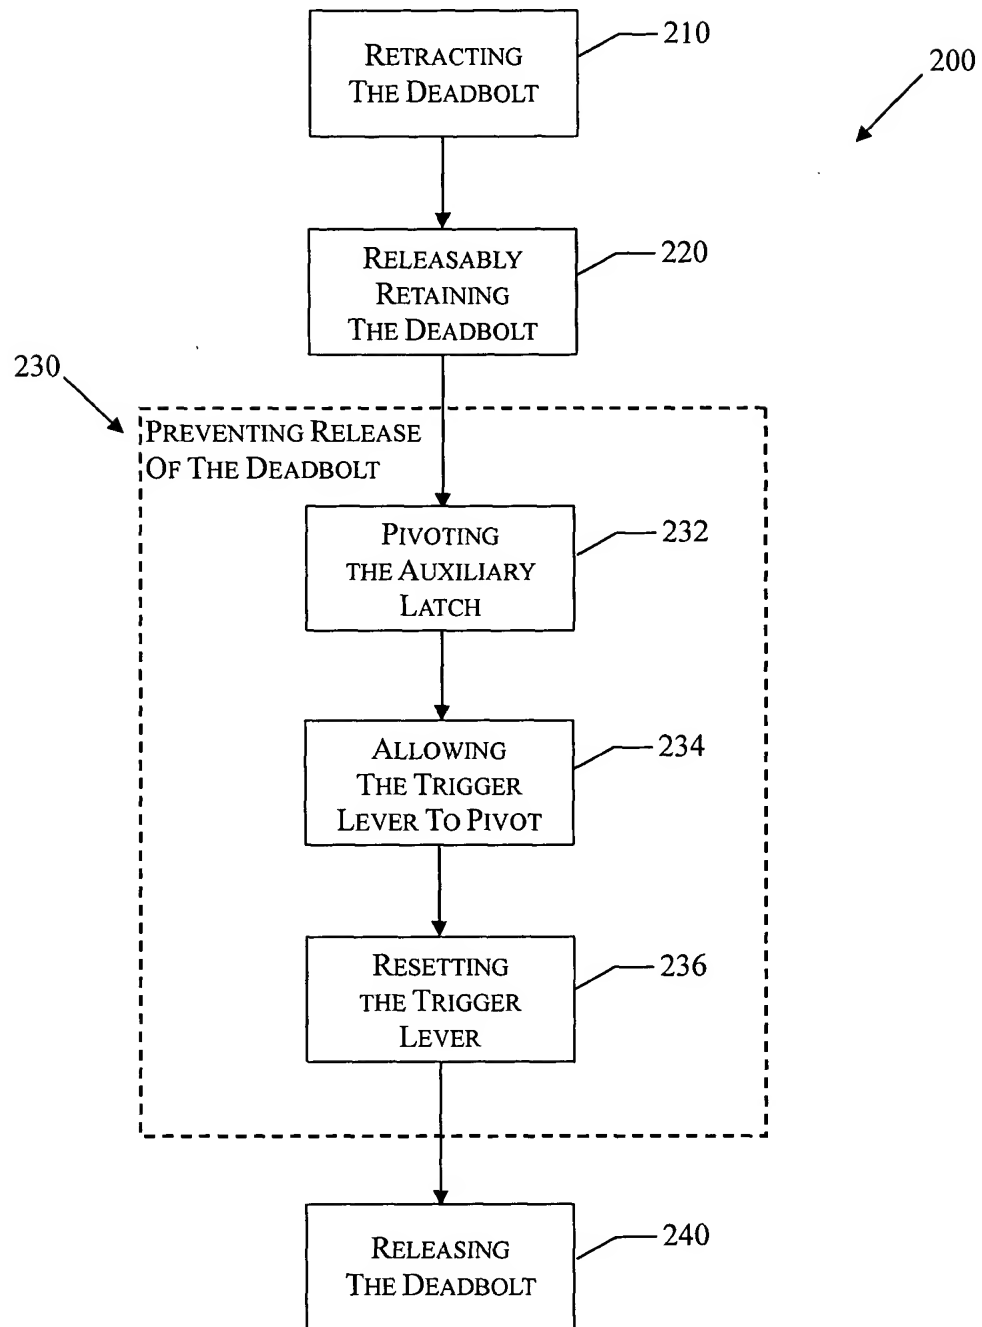 RETRACTING
THE DEADBOLT
210
200
RELEASABLY
RETAINING
THE DEADBOLT
220
230
PREVENTING RELEASE
OF THE DEADBOLT
PIVOTING
THE AUXILIARY
LATCH
232
ALLOWING
THE TRIGGER
LEVER TO PIVOT
234
RESETTING
THE TRIGGER
LEVER
236
RELEASING
THE DEADBOLT
240